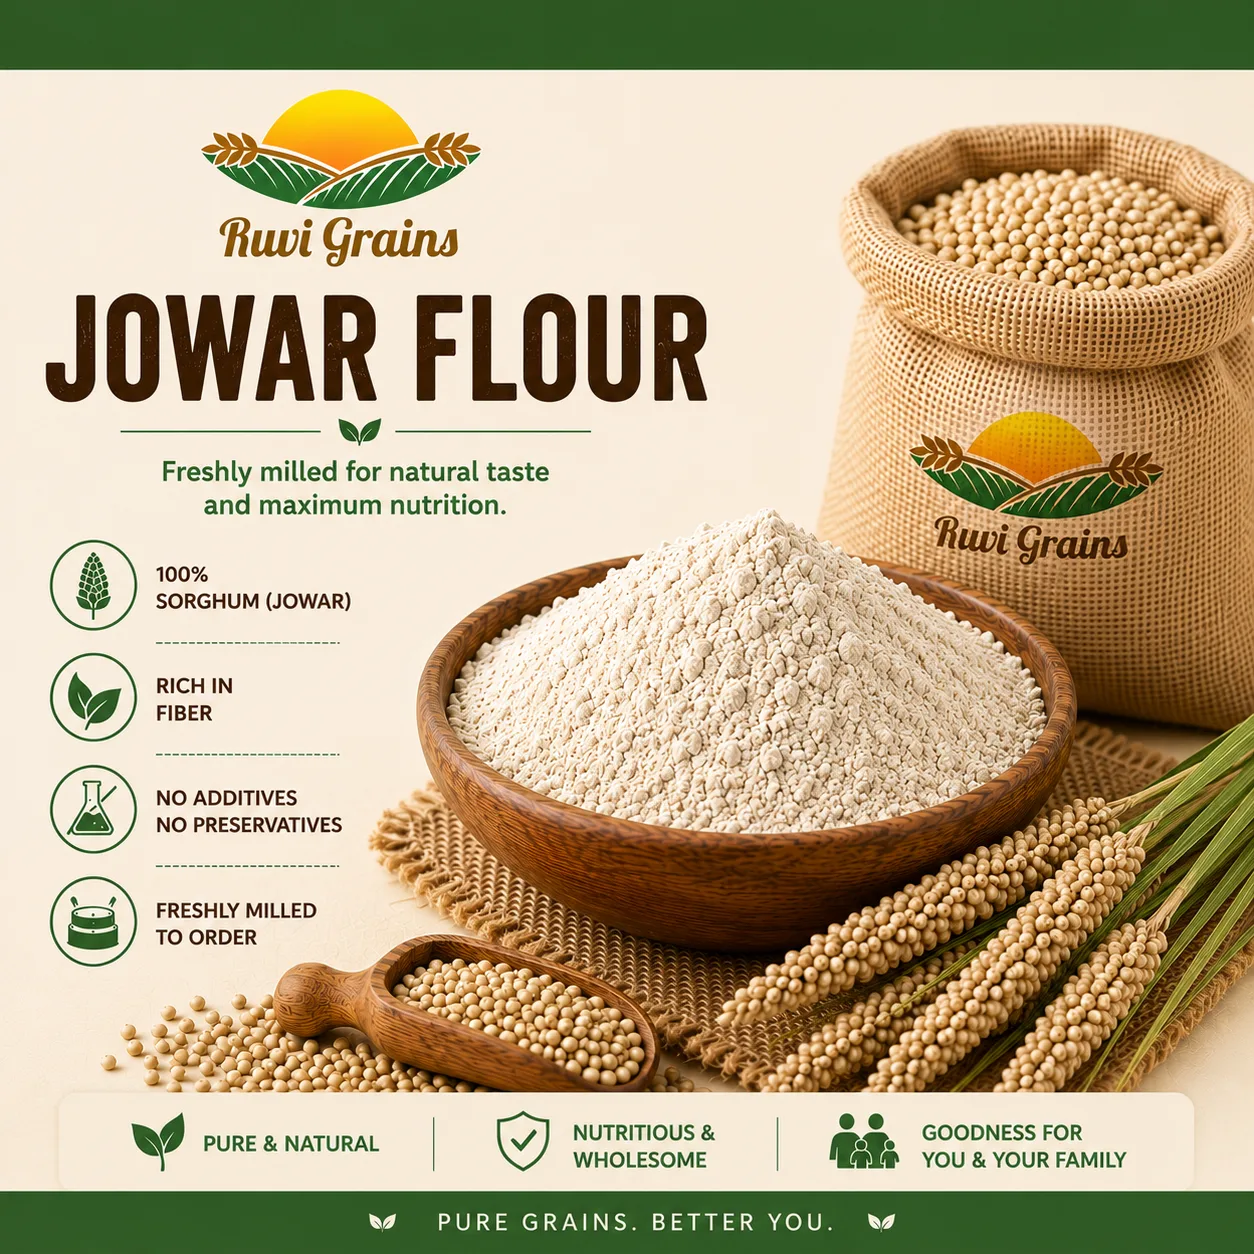 Ruvi Grains
JOWAR FLOUR
Freshly milled for natural taste
and maximum nutrition.
100%
SORGHUM (JOWAR)
RICH IN
FIBER
NO ADDITIVES
NO PRESERVATIVES
FRESHLY MILLED
TO ORDER
Ruvi Grains
PURE & NATURAL
NUTRITIOUS &
WHOLESOME
GOODNESS FOR
YOU & YOUR FAMILY
PURE GRAINS. BETTER YOU.